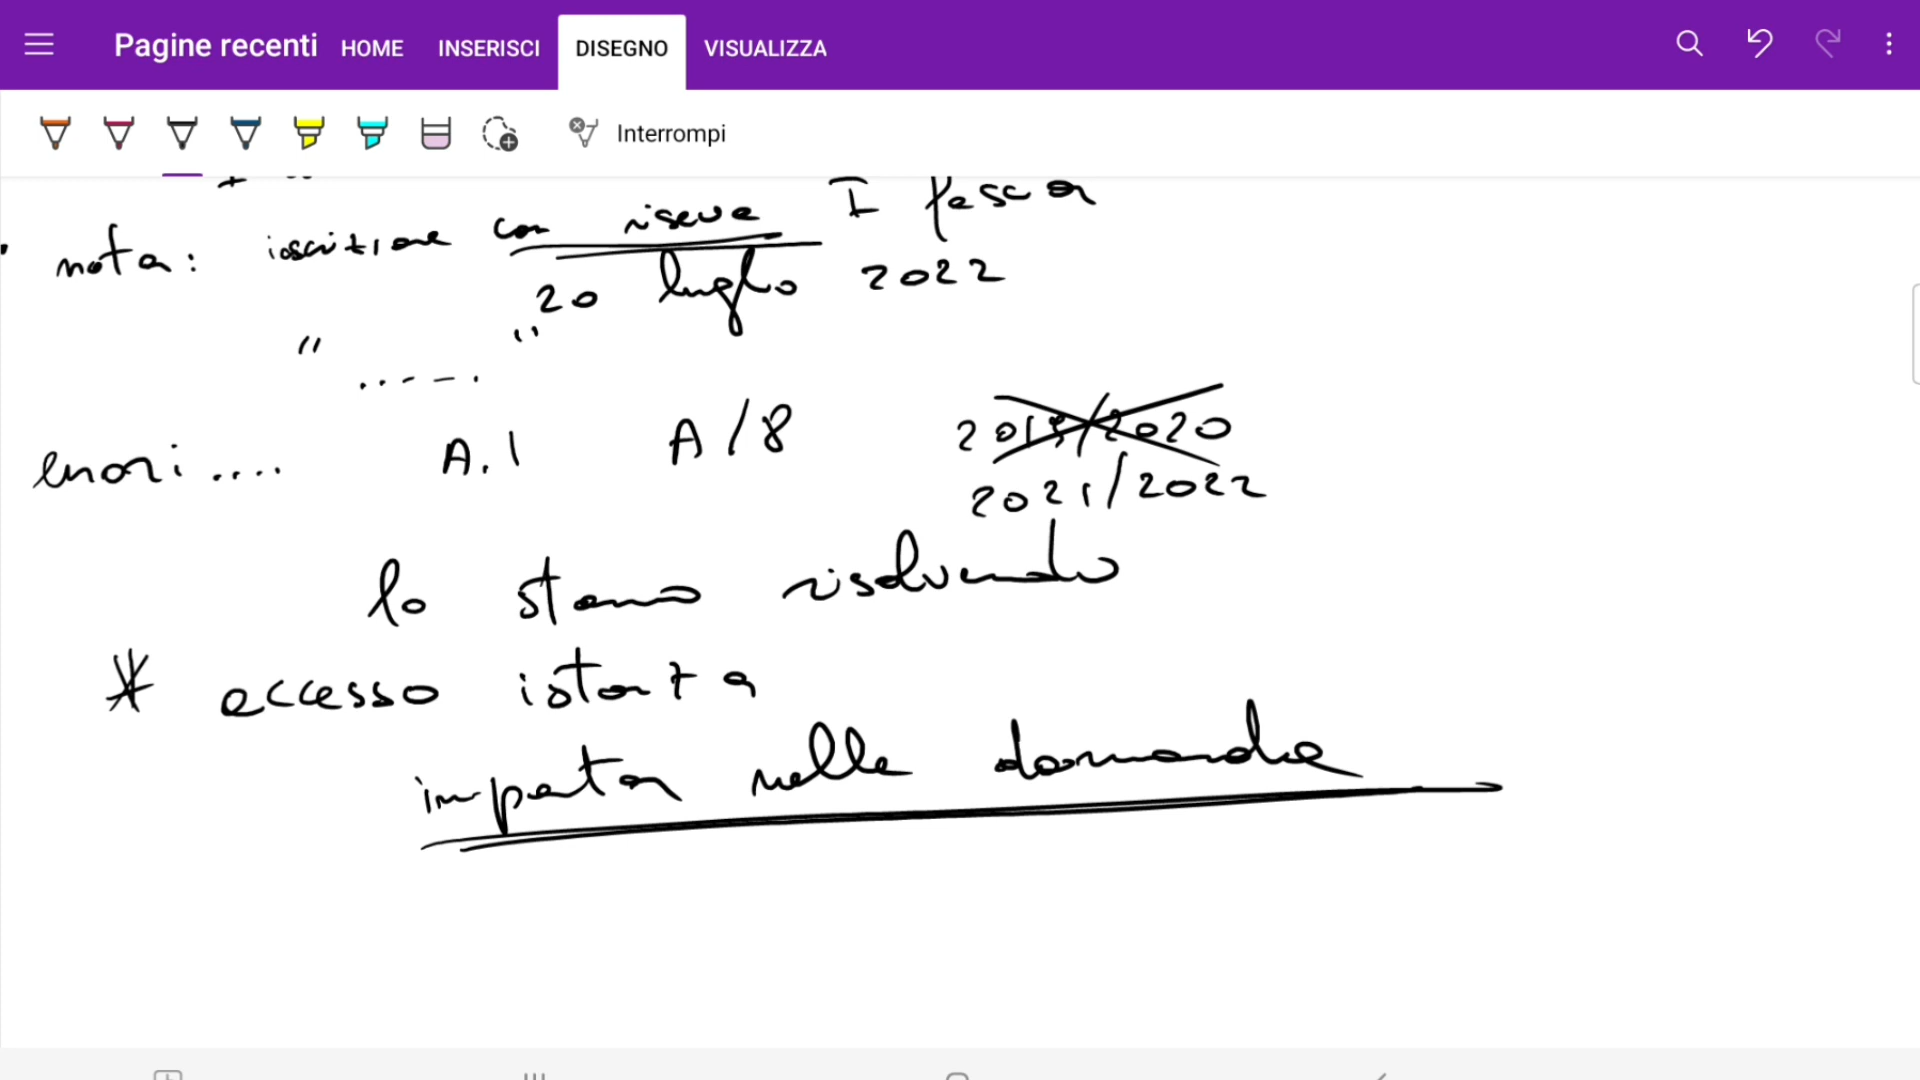 Pagine recenti HOME INSERISCI DISEGNO VISUALIZZA
Interrompi
nota: iscrizione con riserva I fascia
20 luglio 2022
" ..... "
errori .... A.1 A/8 2019/2020
2021/2022
lo stanno risolvendo
* accesso istanza
impenta nelle domande